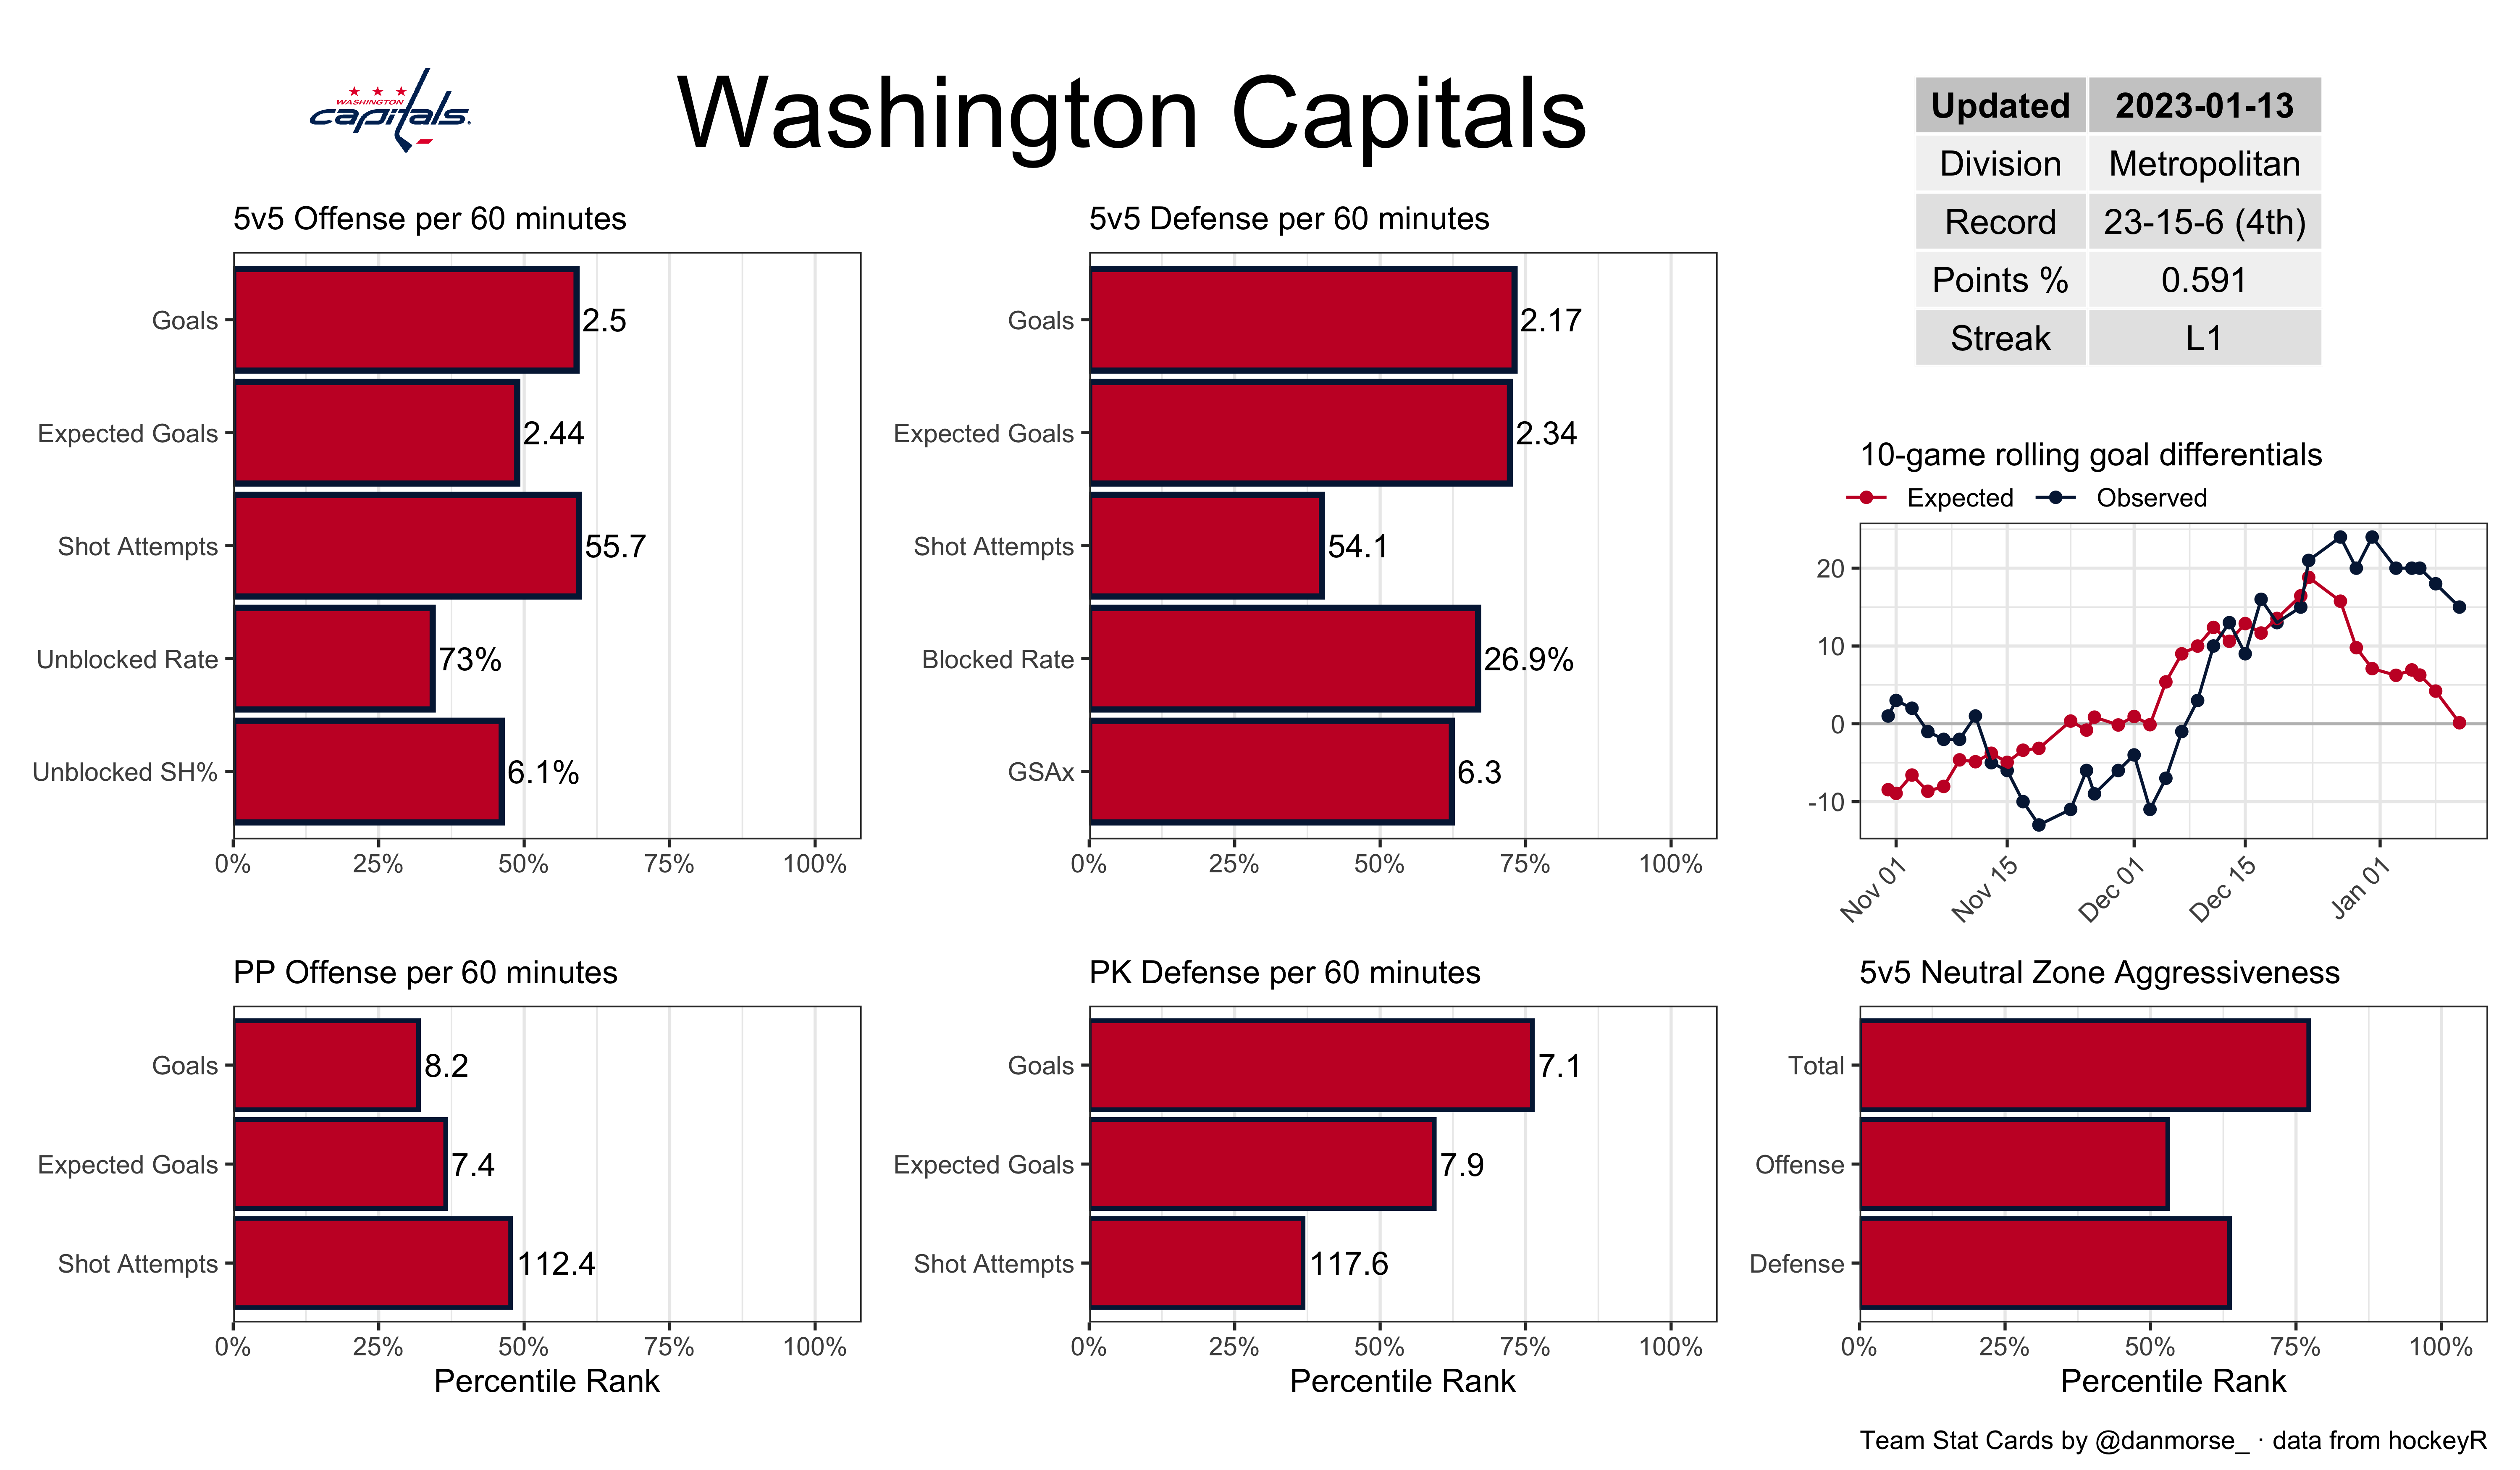 WASHINGTON
capitals.
Washington Capitals
Updated 2023-01-13
Division Metropolitan
Record 23-15-6 (4th)
Points % 0.591
Streak L1
5v5 Offense per 60 minutes
Goals 2.5
Expected Goals 2.44
Shot Attempts 55.7
Unblocked Rate 73%
Unblocked SH% 6.1%
0% 25% 50% 75% 100%
5v5 Defense per 60 minutes
Goals 2.17
Expected Goals 2.34
Shot Attempts 54.1
Blocked Rate 26.9%
GSAx 6.3
0% 25% 50% 75% 100%
10-game rolling goal differentials
Expected Observed
20
10
0
-10
Nov 01 Nov 15 Dec 01 Dec 15 Jan 01
PP Offense per 60 minutes
Goals 8.2
Expected Goals 7.4
Shot Attempts 112.4
0% 25% 50% 75% 100%
Percentile Rank
PK Defense per 60 minutes
Goals 7.1
Expected Goals 7.9
Shot Attempts 117.6
0% 25% 50% 75% 100%
Percentile Rank
5v5 Neutral Zone Aggressiveness
Total
Offense
Defense
0% 25% 50% 75% 100%
Percentile Rank
Team Stat Cards by @danmorse_ · data from hockeyR